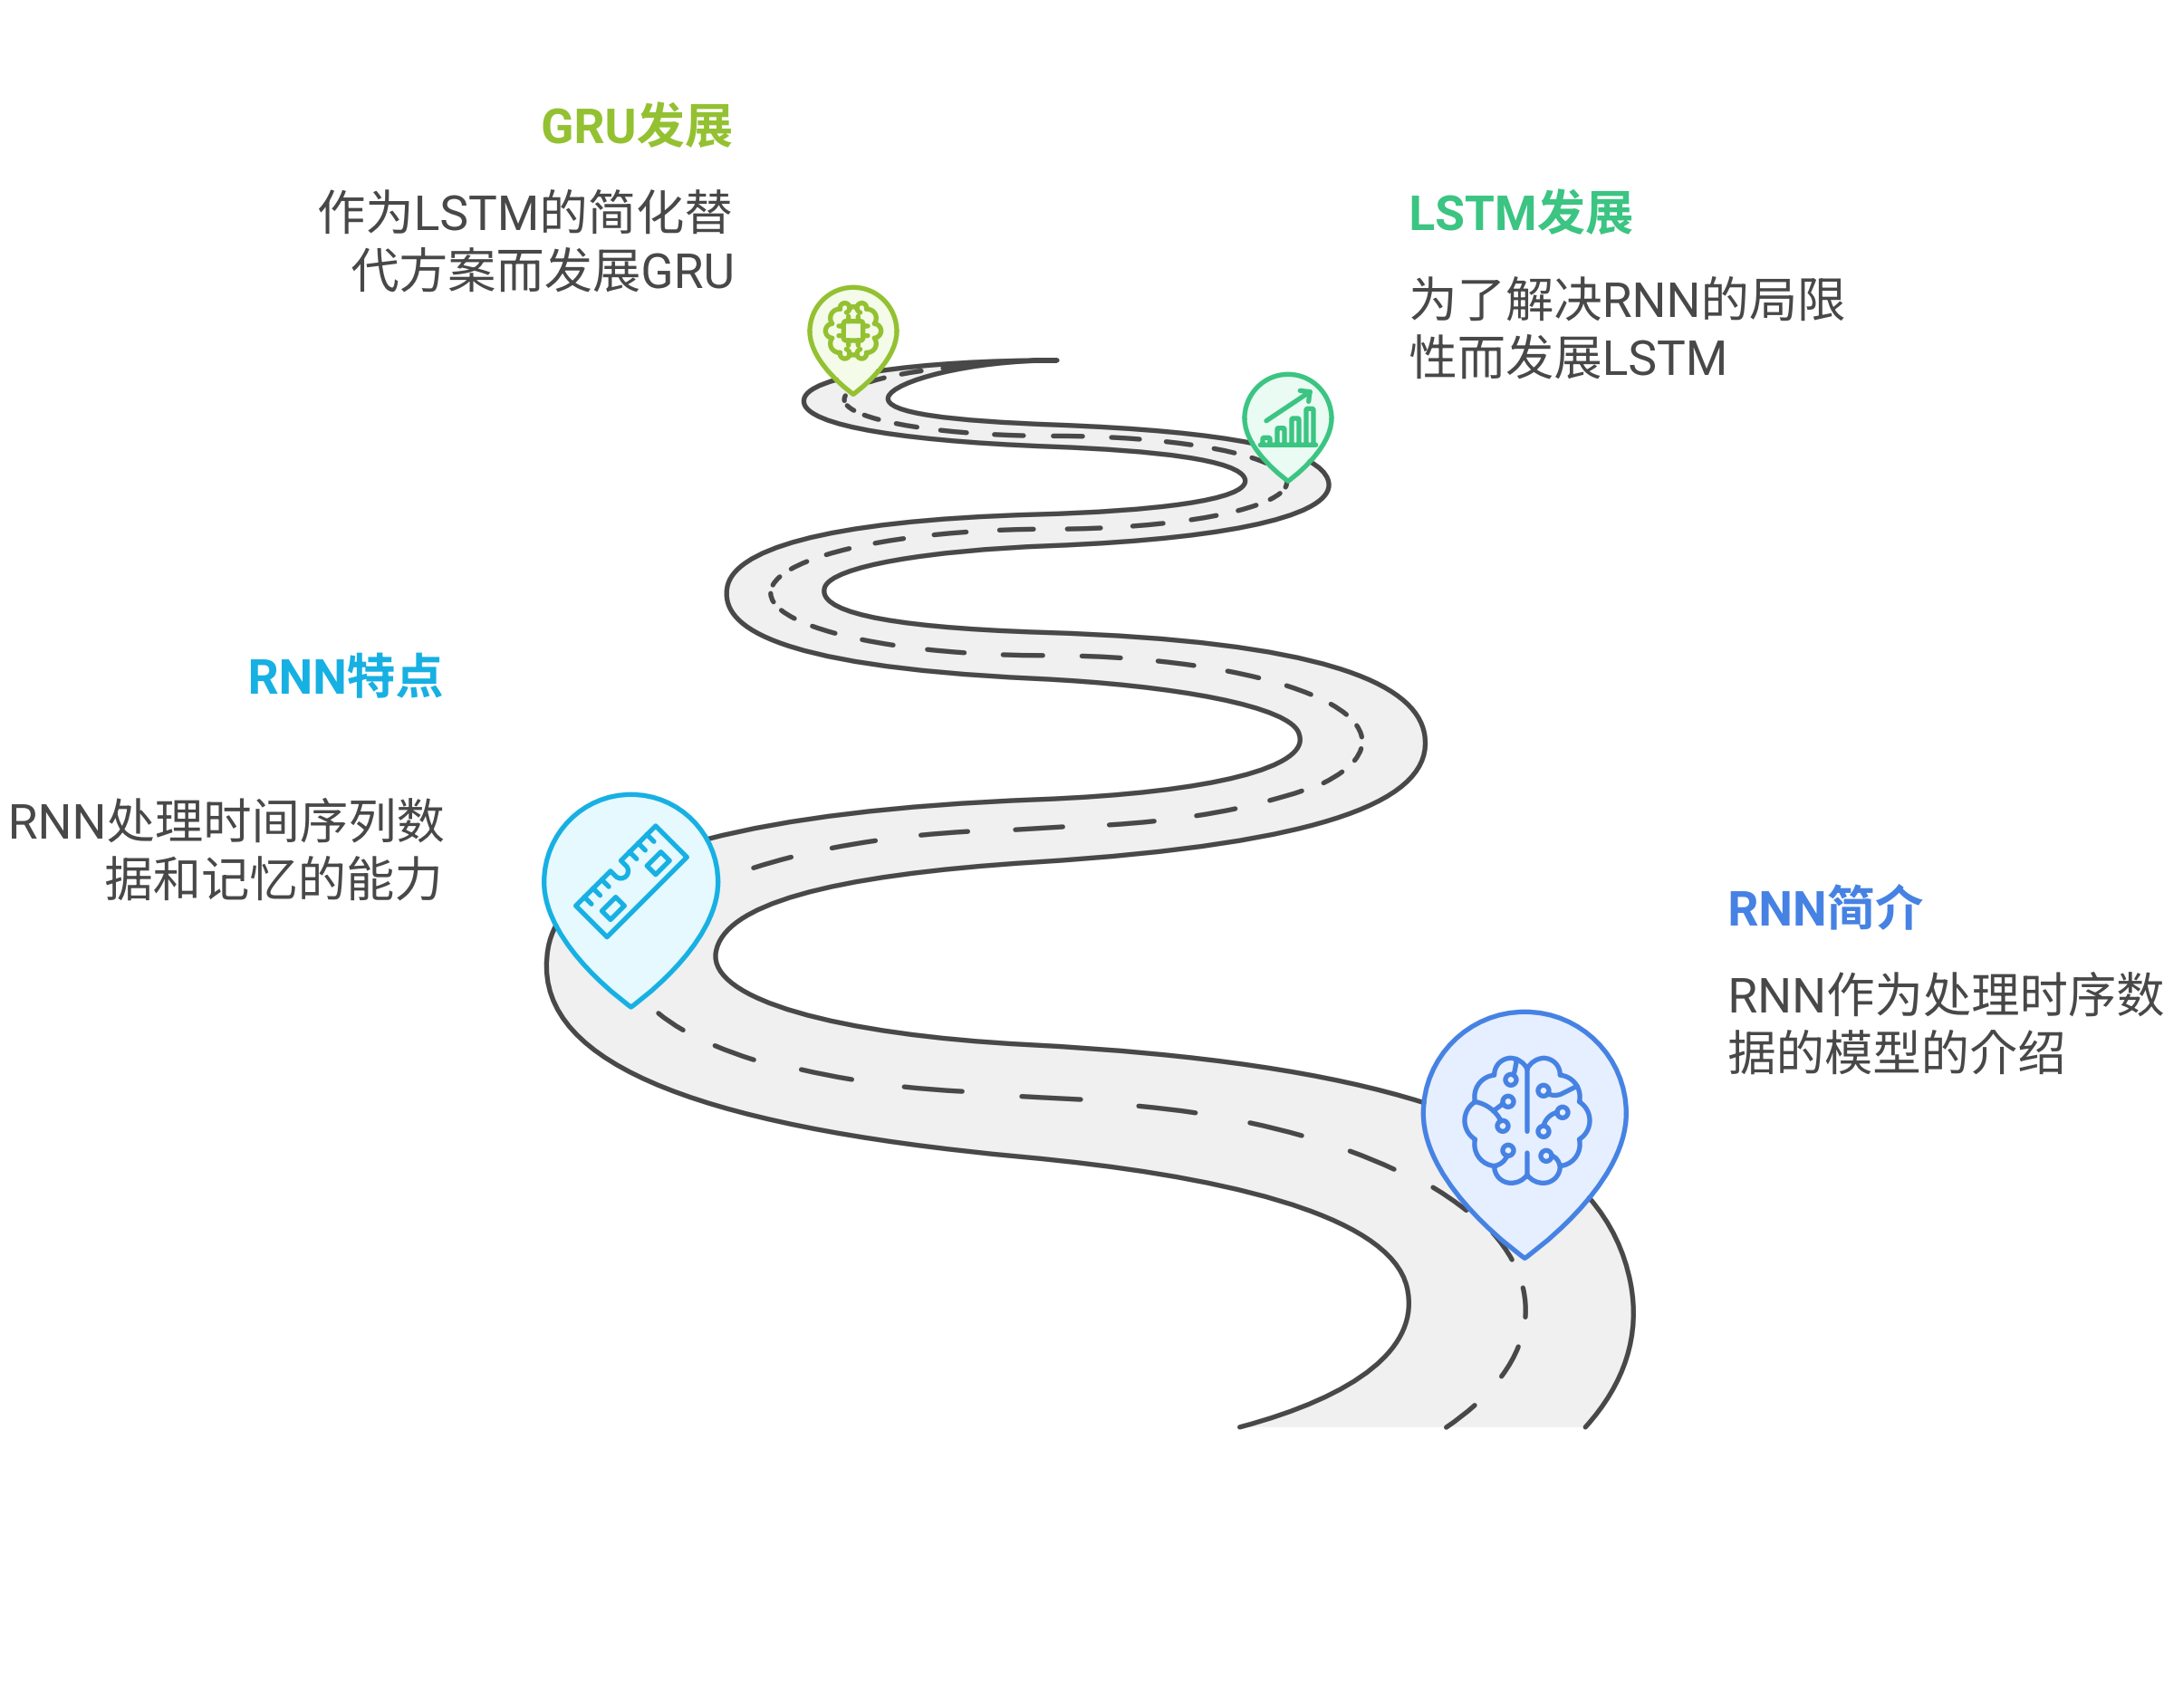 GRU发展
作为LSTM的简化替
代方案而发展GRU
LSTM发展
为了解决RNN的局限
性而发展LSTM
RNN特点
RNN处理时间序列数
据和记忆的能力
RNN简介
RNN作为处理时序数
据的模型的介绍